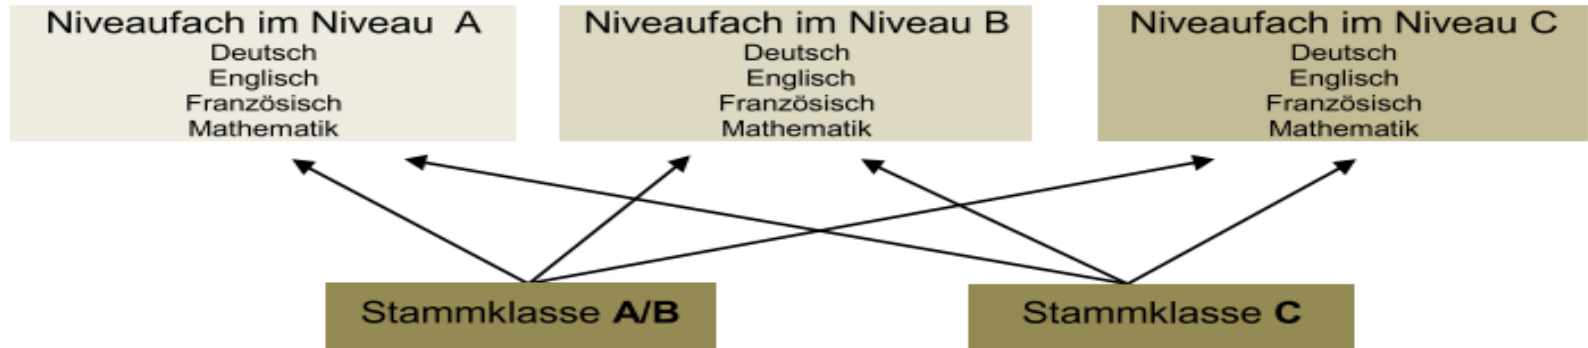 Niveaufach im Niveau A
Deutsch
Englisch
Französisch
Mathematik
Niveaufach im Niveau B
Deutsch
Englisch
Französisch
Mathematik
Niveaufach im Niveau C
Deutsch
Englisch
Französisch
Mathematik
Stammklasse A/B
Stammklasse C